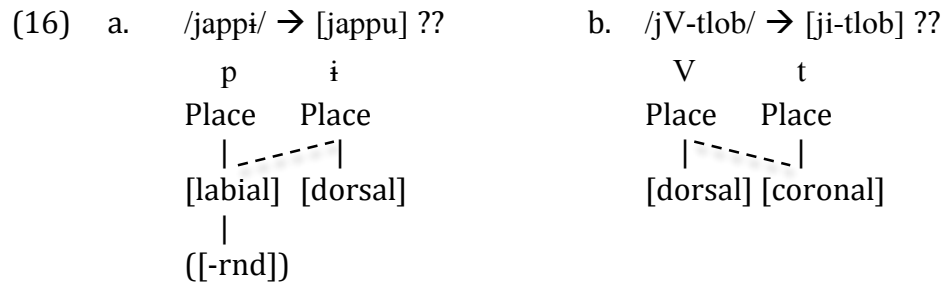 (16) a. /jappɨ/ → [jappu] ?? b. /jV-tlob/ → [ji-tlob] ??
p ɨ V t
Place Place Place Place
[labial] [dorsal] [dorsal] [coronal]
([-rnd])